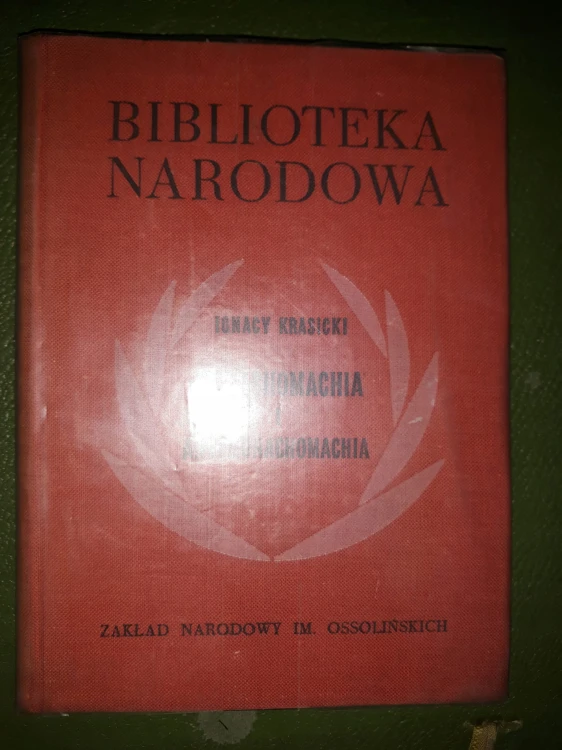 BIBLIOTEKA
NARODOWA
IGNACY KRASICKI
I
ZAKŁAD NARODOWY IM. OSSOLIŃSKICH